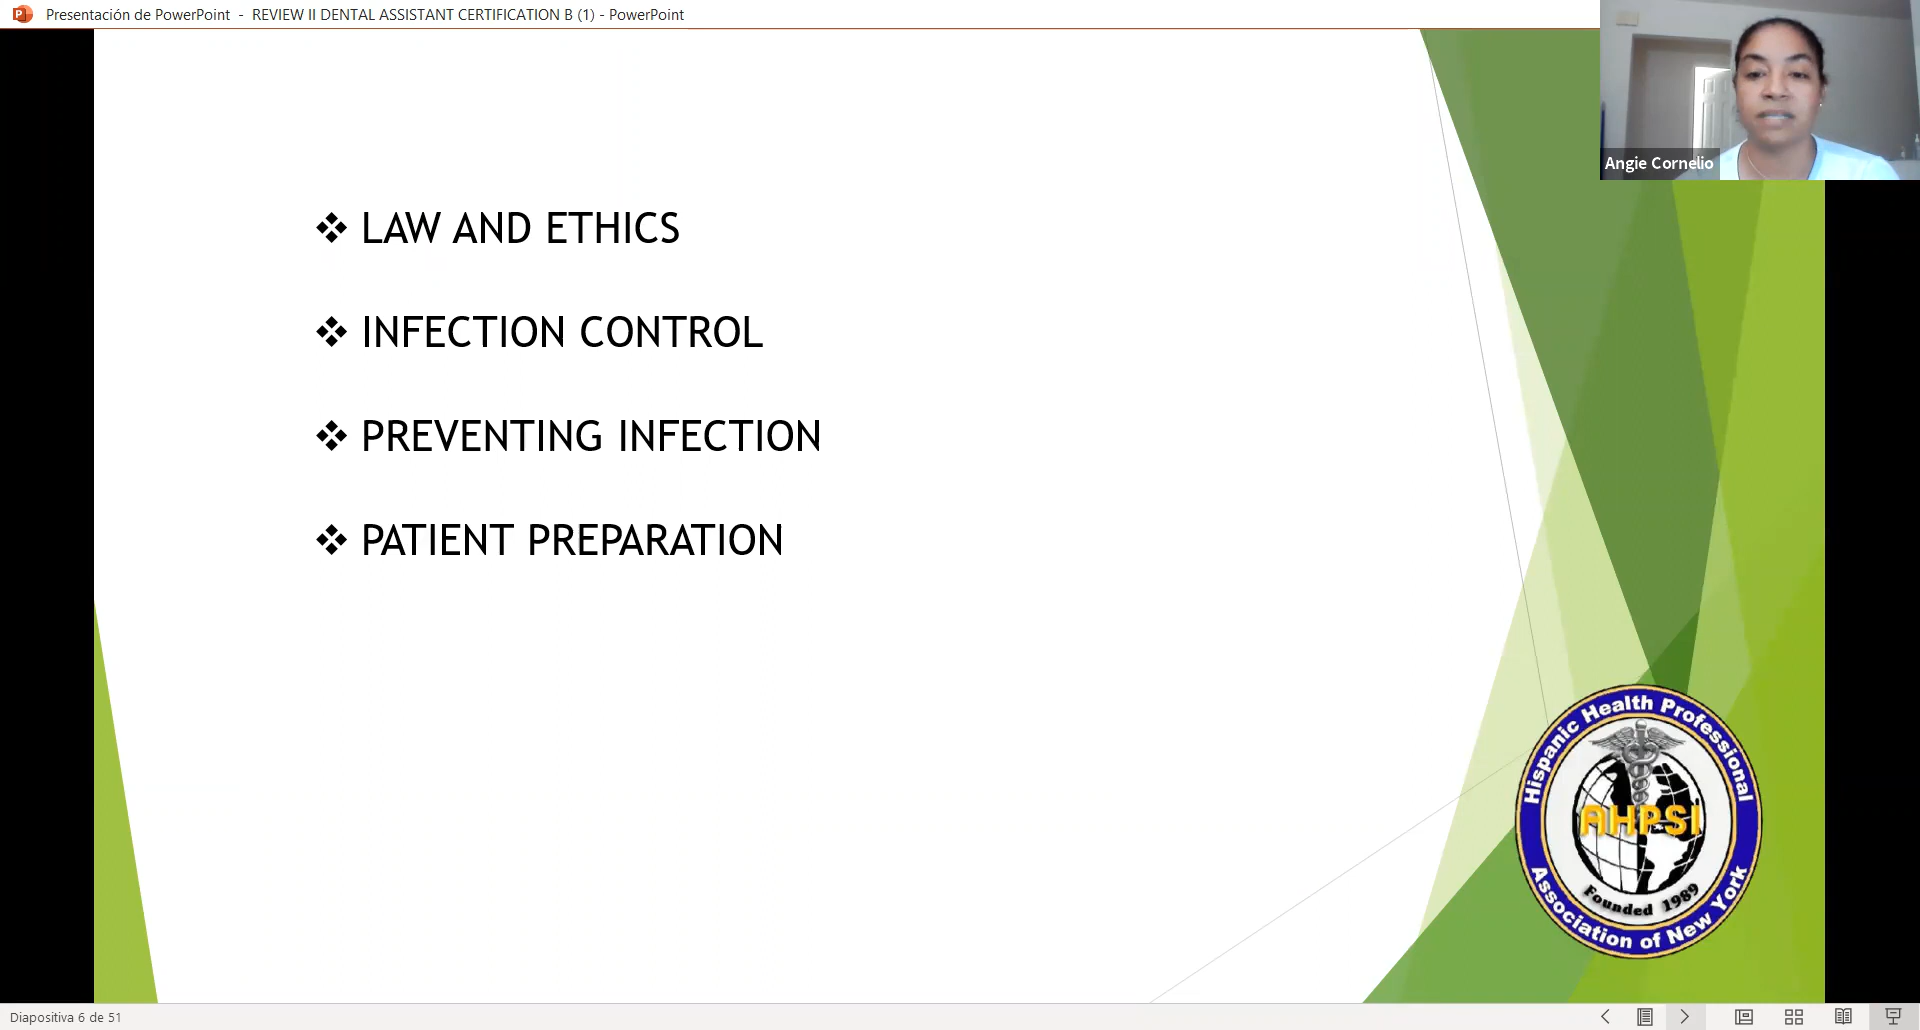 Presentación de PowerPoint - REVIEW II DENTAL ASSISTANT CERTIFICATION B (1) - PowerPoint
Angie Cornelio
❖ LAW AND ETHICS
❖ INFECTION CONTROL
❖ PREVENTING INFECTION
❖ PATIENT PREPARATION
Hispanic Health Professional
AHPSI
Founded 1989
Association of New York
Diapositiva 6 de 51